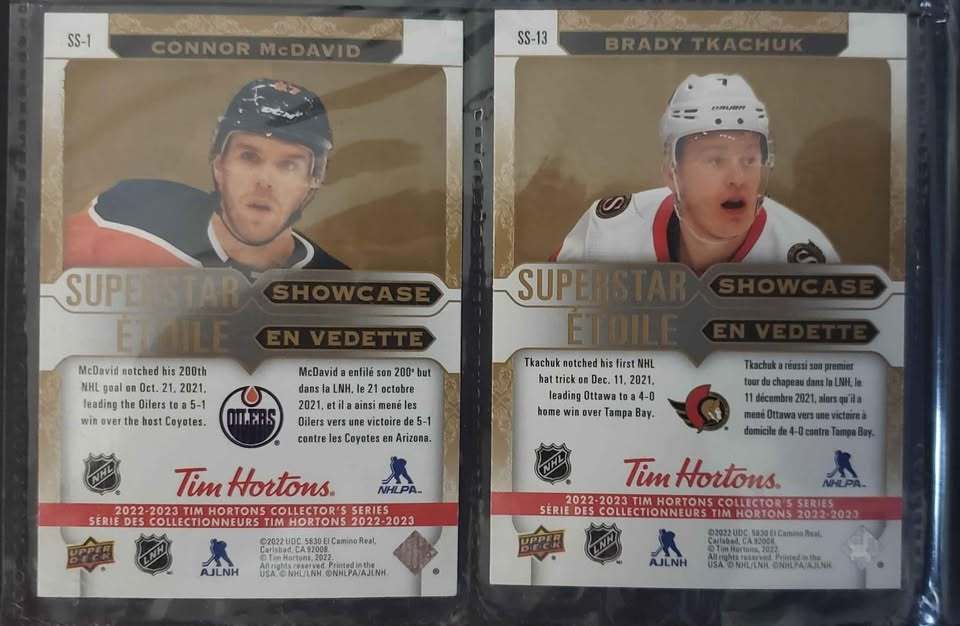 SS-1
CONNOR McDAVID
97
CCM
SUPERSTAR
SHOWCASE
ÉTOILE
EN VEDETTE
McDavid notched his 200th
NHL goal on Oct. 21, 2021,
leading the Oilers to a 5-1
win over the host Coyotes.
OILERS
McDavid a enfilé son 200e but
dans la LNH, le 21 octobre
2021, et il a ainsi mené les
Oilers vers une victoire de 5-1
contre les Coyotes en Arizona.
NHL
Tim Hortons®
NHLPA
2022-2023 TIM HORTONS COLLECTOR'S SERIES
SÉRIE DES COLLECTIONNEURS TIM HORTONS 2022-2023
UPPER
DECK
LNH
AJLNH
©2022 UDC. 5830 El Camino Real,
Carlsbad, CA 92008.
© Tim Hortons, 2022.
All rights reserved. Printed in the
USA. © NHL/LNH. ©NHLPA/AJLNH.
SS-13
BRADY TKACHUK
7
BAUER
SUPERSTAR
SHOWCASE
ÉTOILE
EN VEDETTE
Tkachuk notched his first NHL
hat trick on Dec. 11, 2021,
leading Ottawa to a 4-0
home win over Tampa Bay.
Tkachuk a réussi son premier
tour du chapeau dans la LNH, le
11 décembre 2021, alors qu'il a
mené Ottawa vers une victoire à
domicile de 4-0 contre Tampa Bay.
NHL
Tim Hortons®
NHLPA
2022-2023 TIM HORTONS COLLECTOR'S SERIES
SÉRIE DES COLLECTIONNEURS TIM HORTONS 2022-2023
UPPER
DECK
LNH
AJLNH
©2022 UDC. 5830 El Camino Real,
Carlsbad, CA 92008.
© Tim Hortons, 2022.
All rights reserved. Printed in the
USA. © NHL/LNH. ©NHLPA/AJLNH.